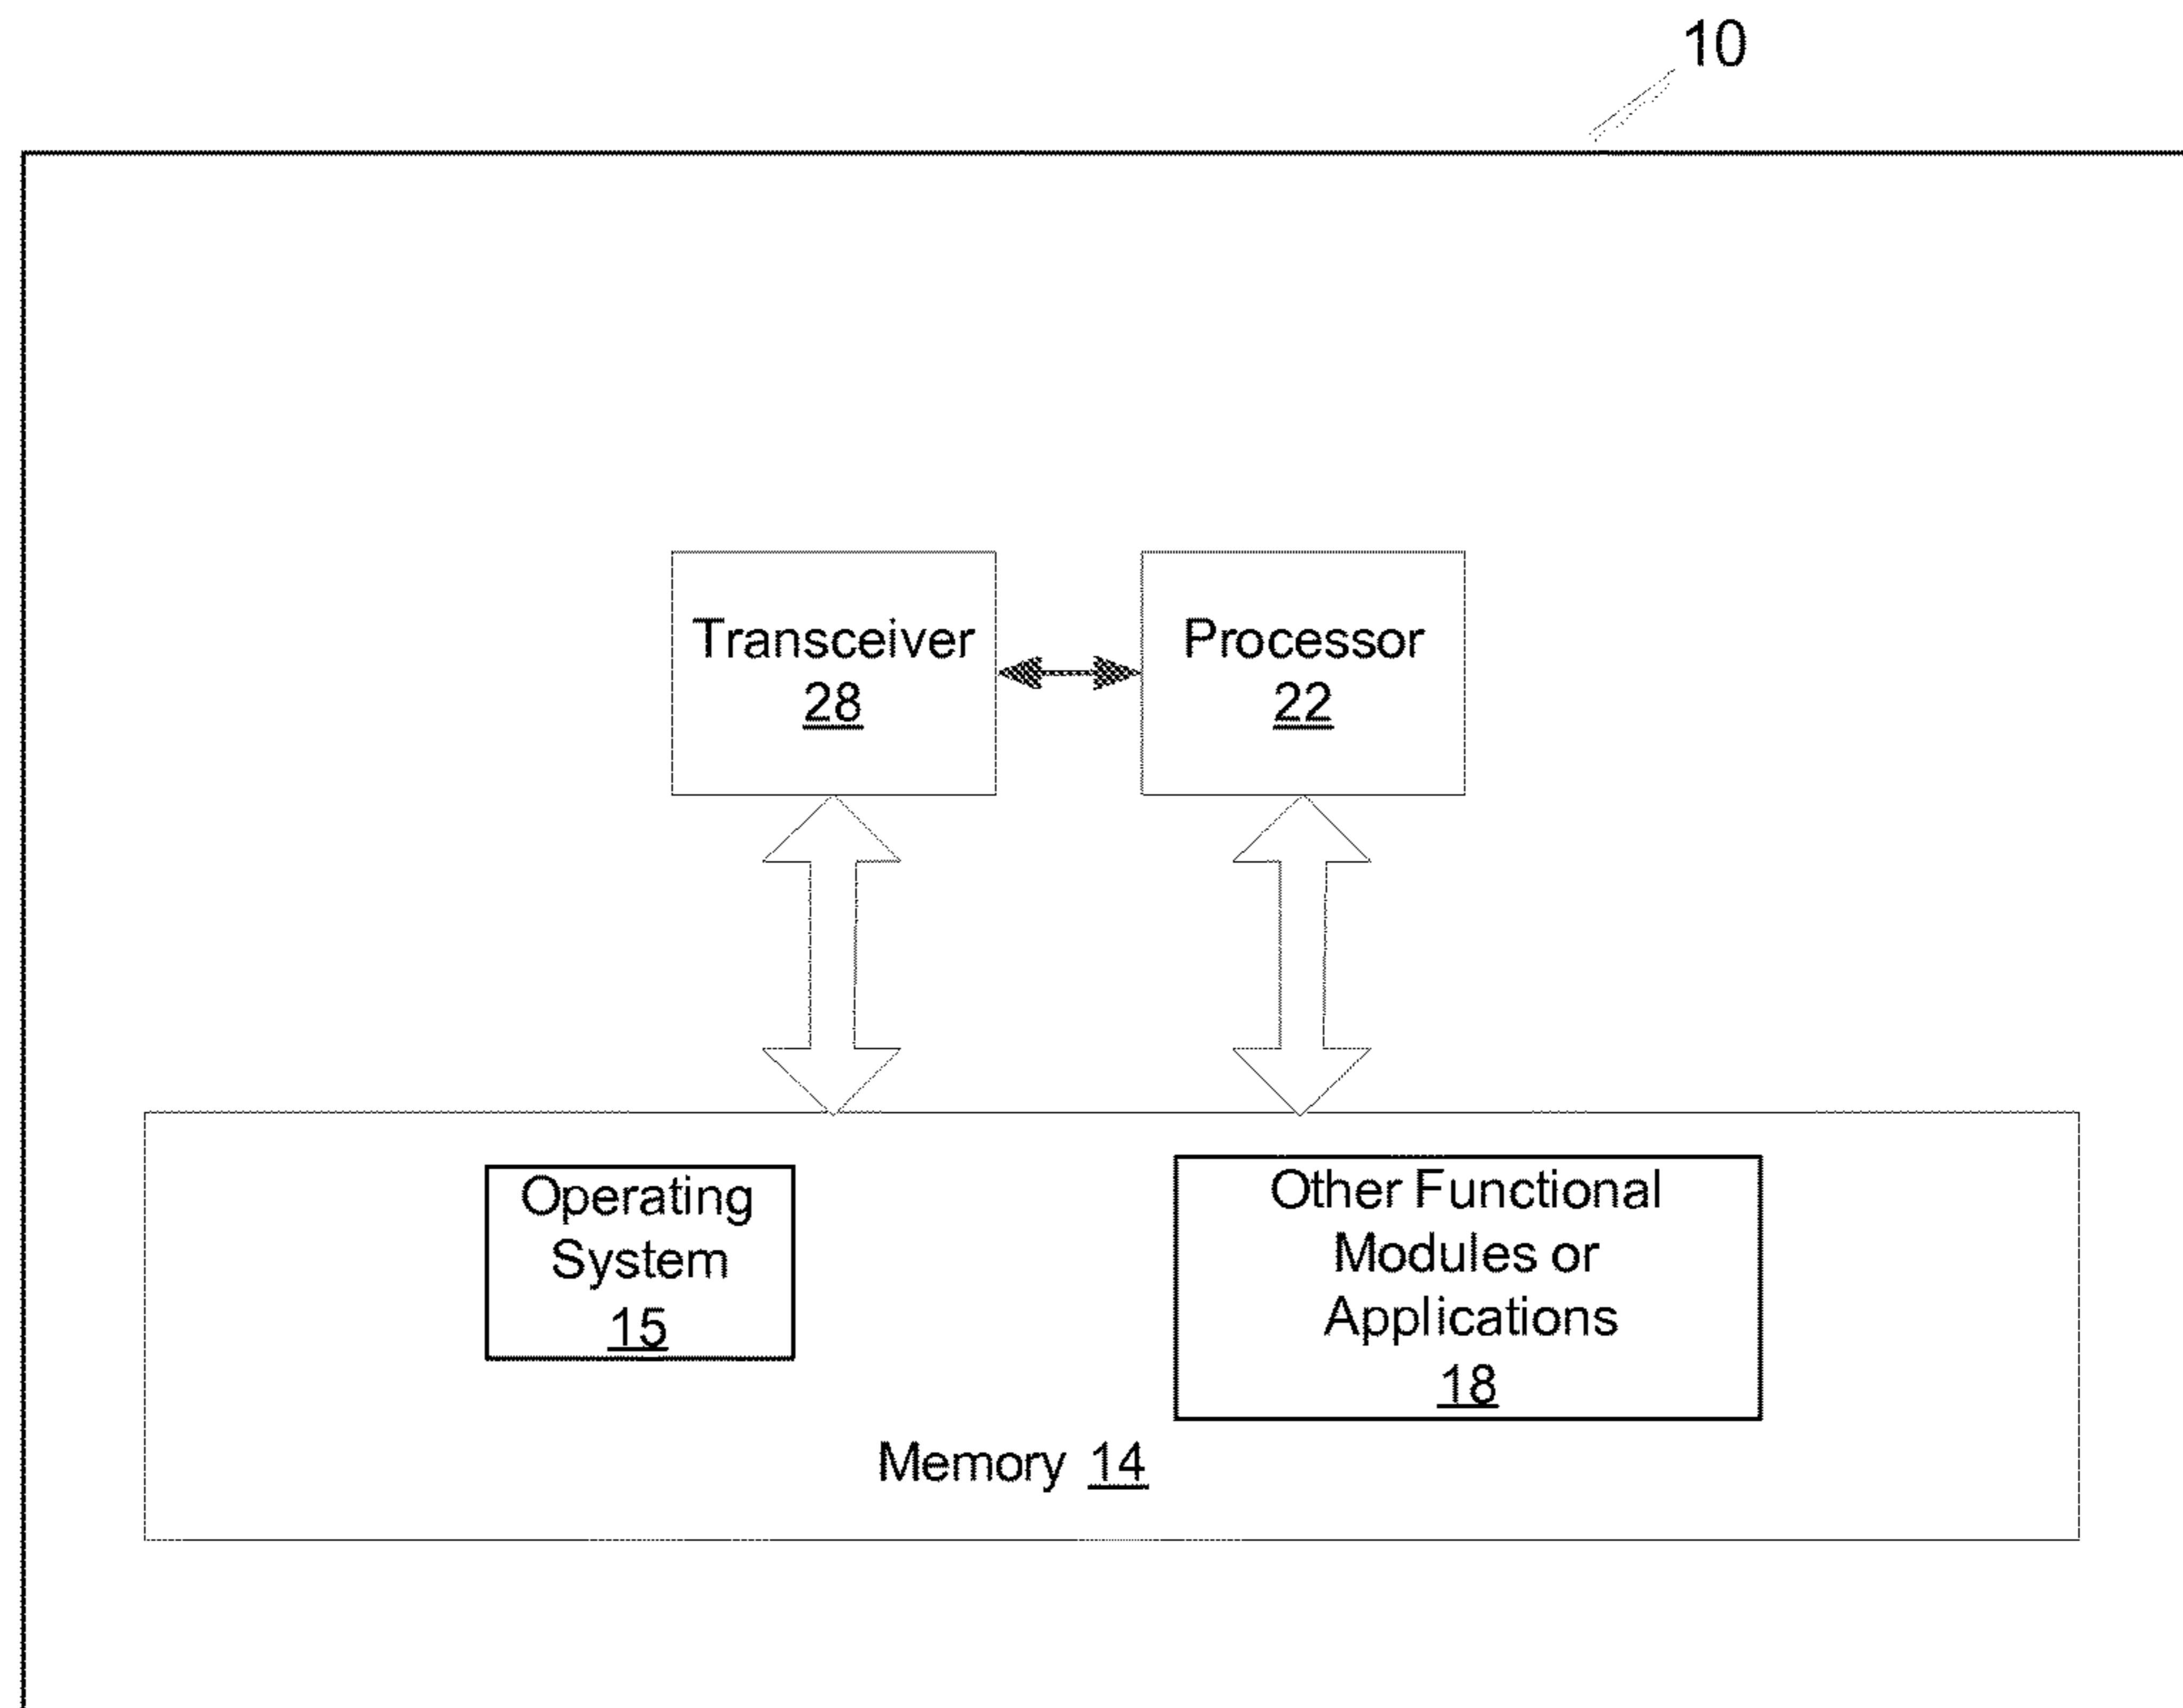 10
Transceiver
28
Processor
22
Operating
System
15
Other Functional
Modules or
Applications
18
Memory 14